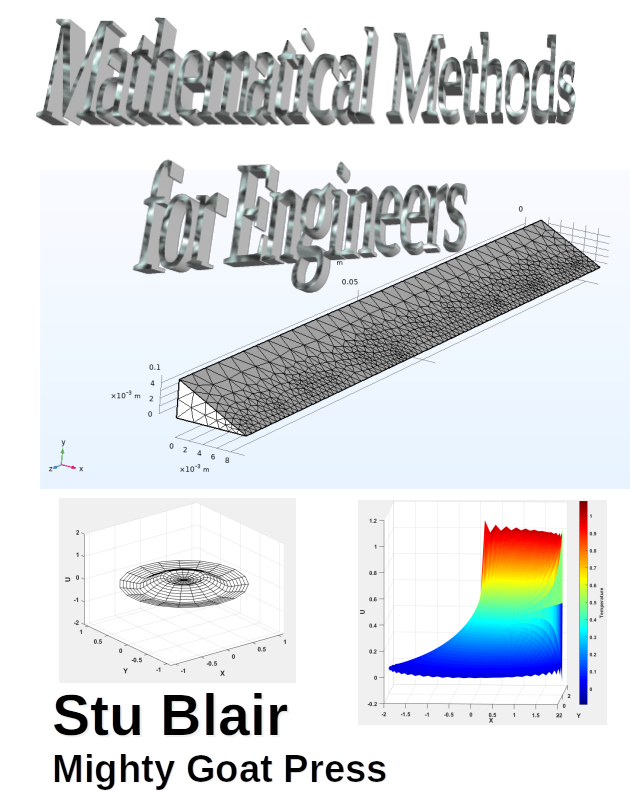 Mathematical Methods
for Engineers
0
m
0.05
0.1
4
×10⁻³ m
2
0
0 2 4 6 8
×10⁻³ m
y
z x
2
1
0
-1
-2
U
1
0.5
0
-0.5
-1
Y
-1
-0.5
0
0.5
1
X
1.2
1
0.8
0.6
0.4
0.2
0
-0.2
U
-2 -1.5 -1 -0.5 0 0.5 1 1.5
X
2
0
Y
1
0.9
0.8
0.7
0.6
0.5
0.4
0.3
0.2
0.1
0
Temperature
Stu Blair
Mighty Goat Press